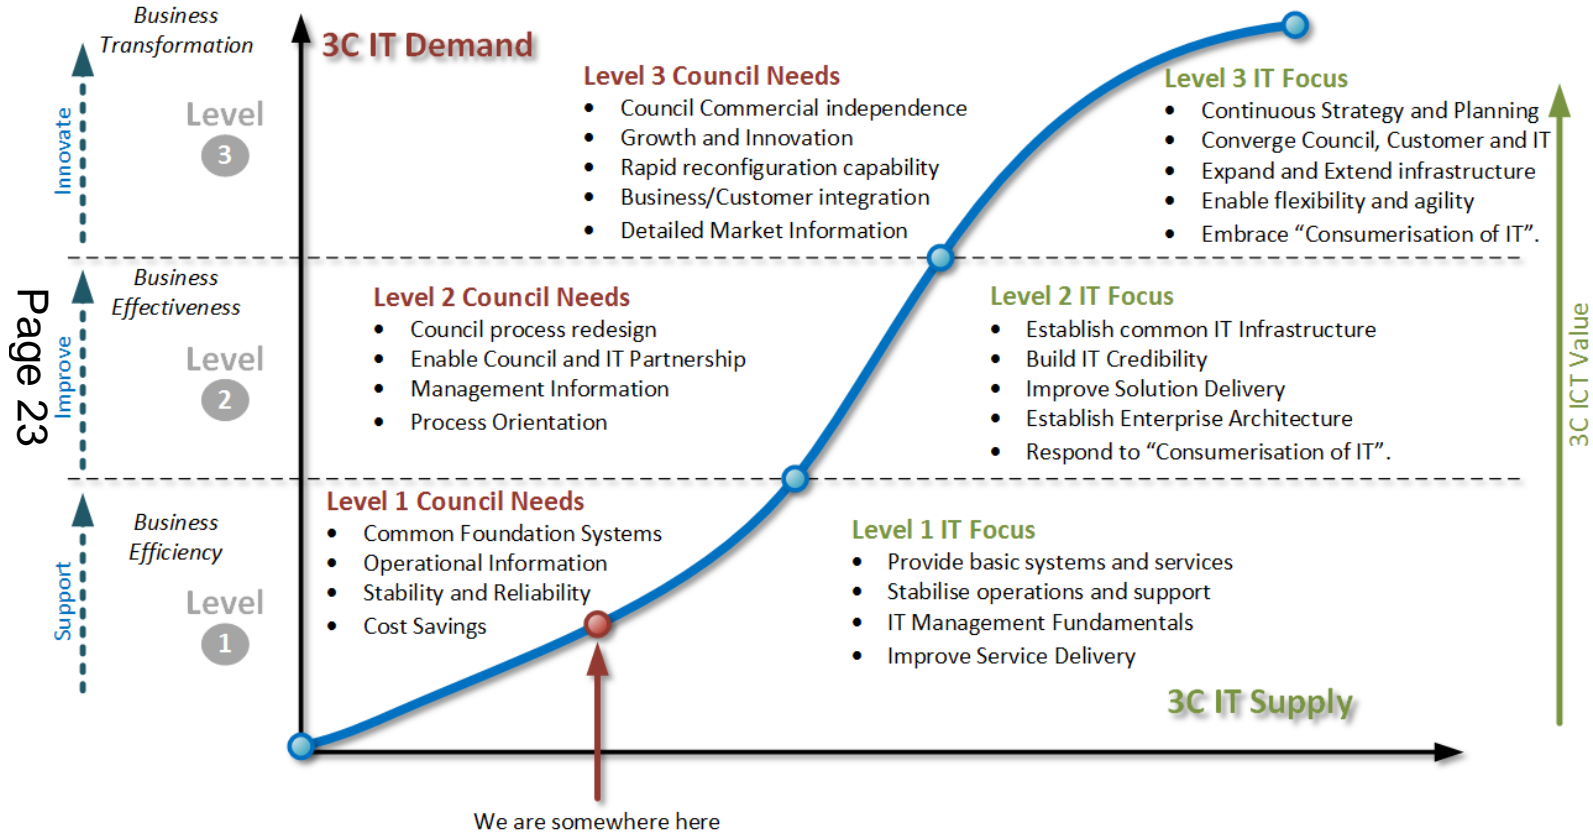 Business
Transformation
3C IT Demand
Innovate
Level
3
Level 3 Council Needs
• Council Commercial independence
• Growth and Innovation
• Rapid reconfiguration capability
• Business/Customer integration
• Detailed Market Information
Level 3 IT Focus
• Continuous Strategy and Planning
• Converge Council, Customer and IT
• Expand and Extend infrastructure
• Enable flexibility and agility
• Embrace “Consumerisation of IT”.
Page 23
Business
Effectiveness
Improve
Level
2
Level 2 Council Needs
• Council process redesign
• Enable Council and IT Partnership
• Management Information
• Process Orientation
Level 2 IT Focus
• Establish common IT Infrastructure
• Build IT Credibility
• Improve Solution Delivery
• Establish Enterprise Architecture
• Respond to “Consumerisation of IT”.
3C ICT Value
Business
Efficiency
Support
Level
1
Level 1 Council Needs
• Common Foundation Systems
• Operational Information
• Stability and Reliability
• Cost Savings
Level 1 IT Focus
• Provide basic systems and services
• Stabilise operations and support
• IT Management Fundamentals
• Improve Service Delivery
3C IT Supply
We are somewhere here